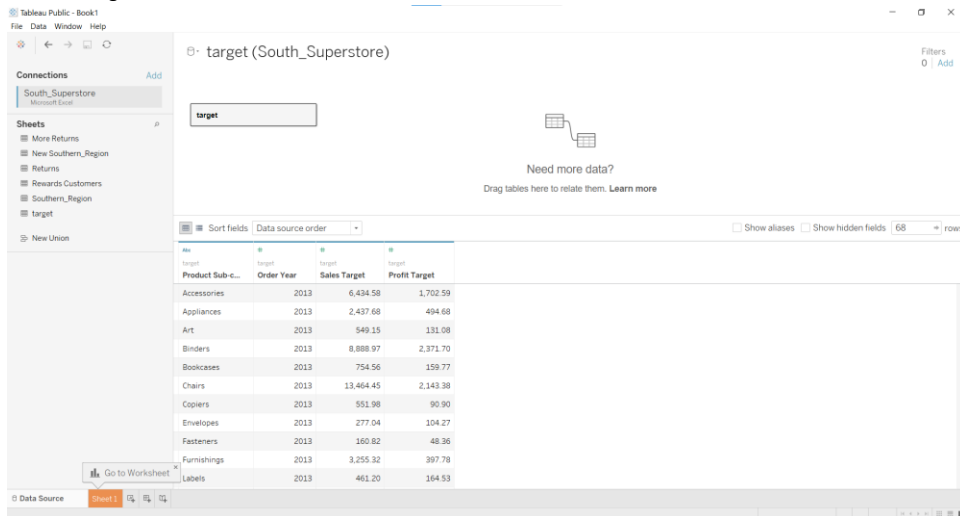 Tableau Public - Book1
File Data Window Help
target (South_Superstore)
Filters
0 Add
Connections Add
South_Superstore
Microsoft Excel
target
Sheets
More Returns
New Southern_Region
Returns
Rewards Customers
Southern_Region
target
New Union
Need more data?
Drag tables here to relate them. Learn more
Sort fields Data source order
Show aliases Show hidden fields 68 rows
Abc
target target target target
Product Sub-c... Order Year Sales Target Profit Target
Accessories 2013 6,434.58 1,702.59
Appliances 2013 2,437.68 494.68
Art 2013 549.15 131.08
Binders 2013 8,888.97 2,371.70
Bookcases 2013 754.56 159.77
Chairs 2013 13,464.45 2,143.38
Copiers 2013 551.98 90.90
Envelopes 2013 277.04 104.27
Fasteners 2013 160.82 48.36
Furnishings 2013 3,255.32 397.78
Labels 2013 461.20 164.53
Go to Worksheet
Data Source Sheet 1